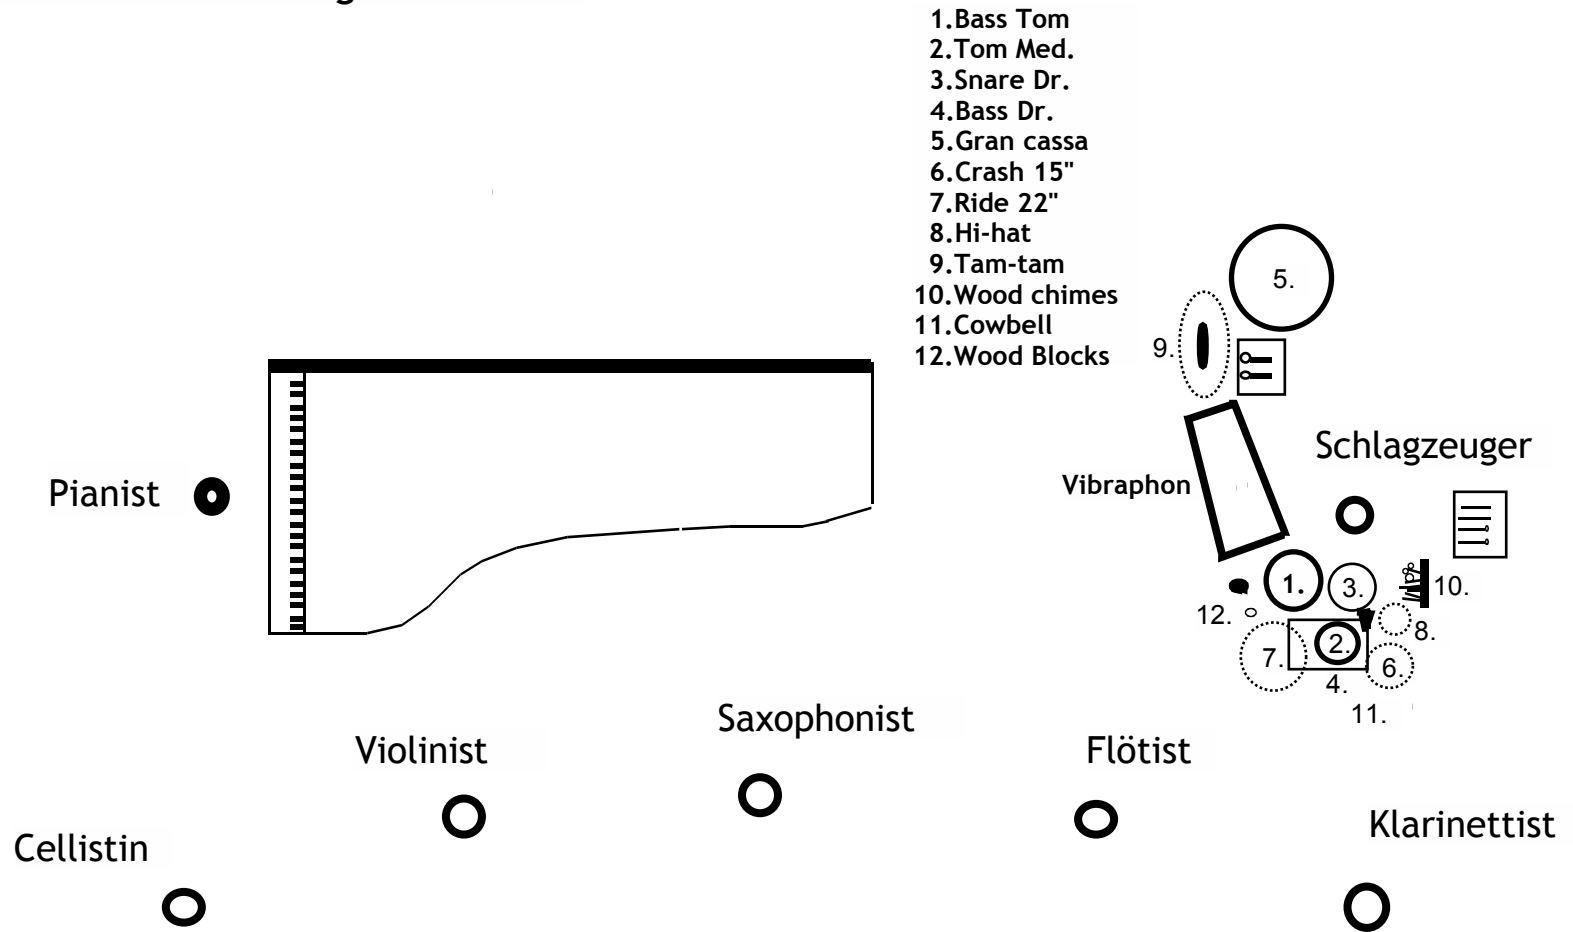 1.Bass Tom
2.Tom Med.
3.Snare Dr.
4.Bass Dr.
5.Gran cassa
6.Crash 15"
7.Ride 22"
8.Hi-hat
9.Tam-tam
10.Wood chimes
11.Cowbell
12.Wood Blocks
5.
9.
Schlagzeuger
Vibraphon
Pianist
1.
3.
10.
12.
8.
2.
7.
6.
4.
11.
Saxophonist
Violinist
Flötist
Klarinettist
Cellistin